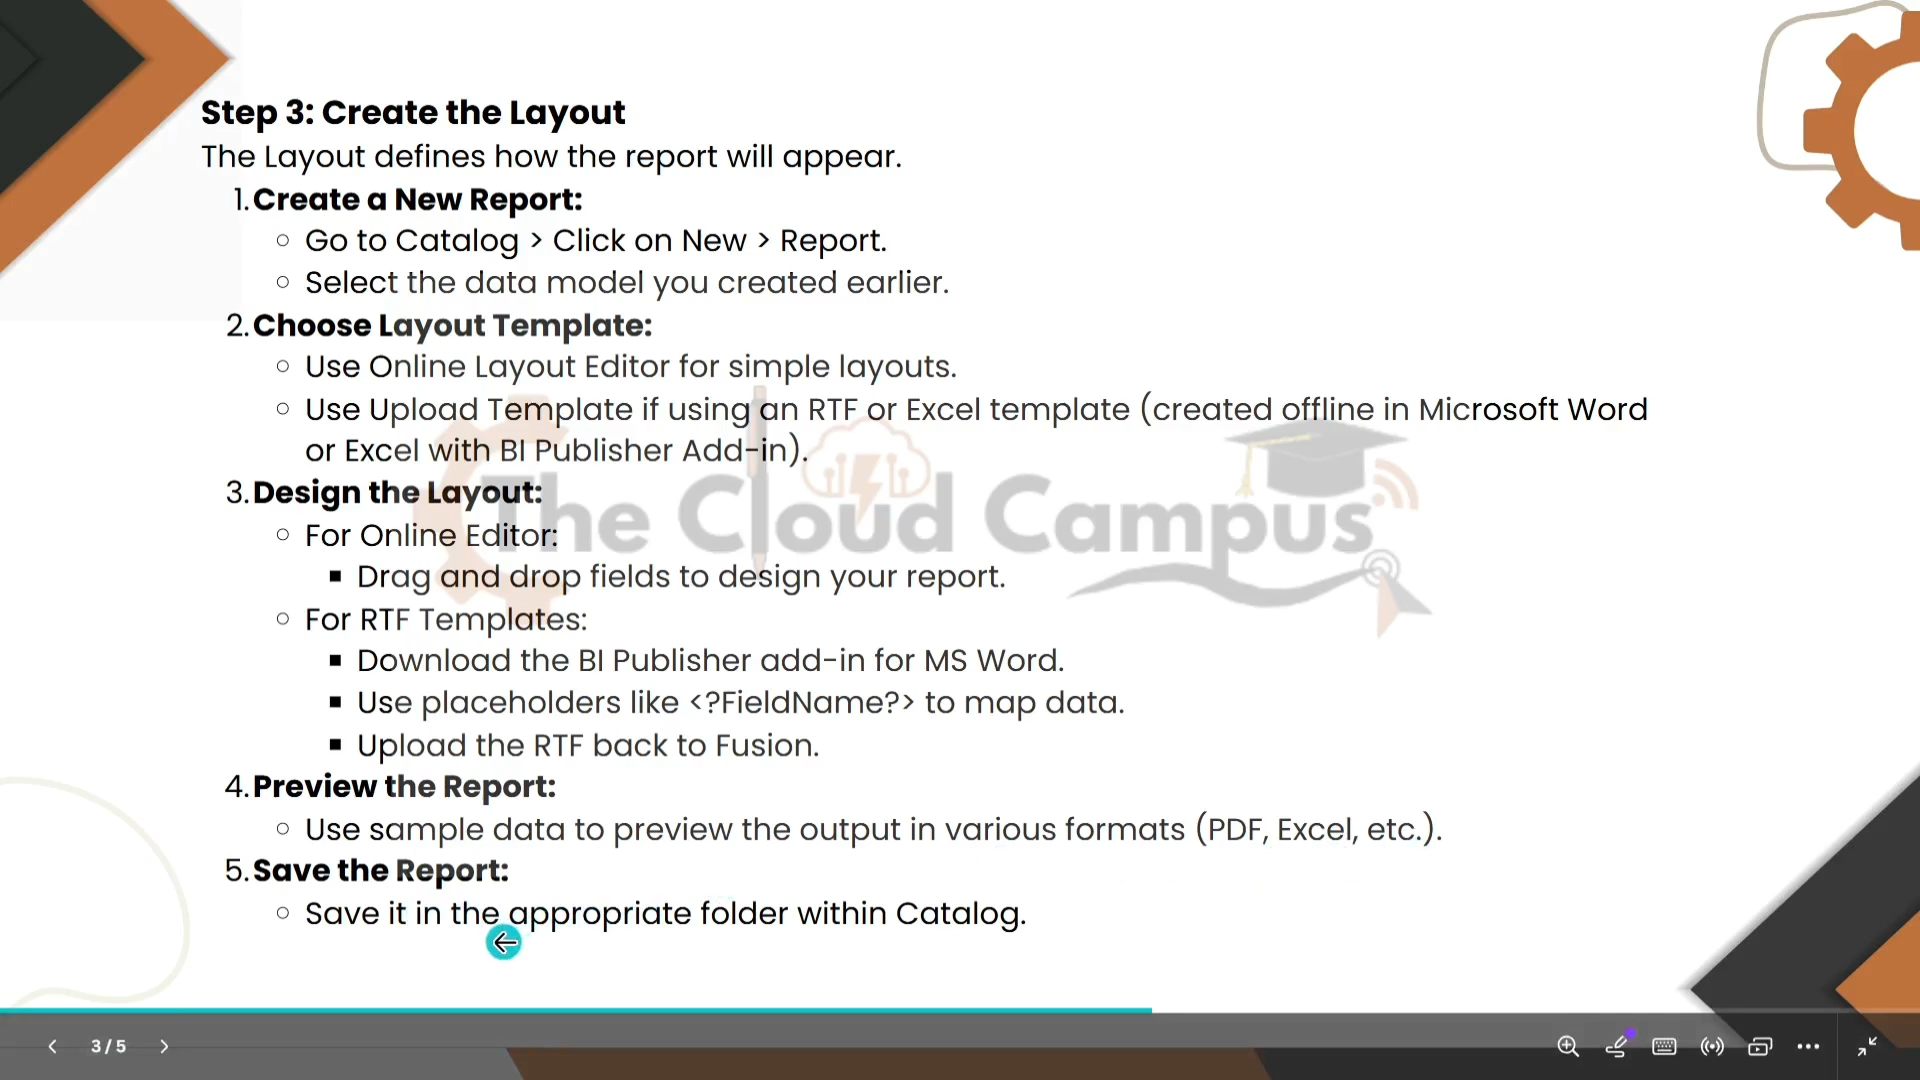 Step 3: Create the Layout
The Layout defines how the report will appear.
1. Create a New Report:
○ Go to Catalog > Click on New > Report.
○ Select the data model you created earlier.
2. Choose Layout Template:
○ Use Online Layout Editor for simple layouts.
○ Use Upload Template if using an RTF or Excel template (created offline in Microsoft Word
or Excel with BI Publisher Add-in).
3. Design the Layout:
○ For Online Editor:
▪ Drag and drop fields to design your report.
○ For RTF Templates:
▪ Download the BI Publisher add-in for MS Word.
▪ Use placeholders like <?FieldName?> to map data.
▪ Upload the RTF back to Fusion.
4. Preview the Report:
○ Use sample data to preview the output in various formats (PDF, Excel, etc.).
5. Save the Report:
○ Save it in the appropriate folder within Catalog.
The Cloud Campus
3 / 5